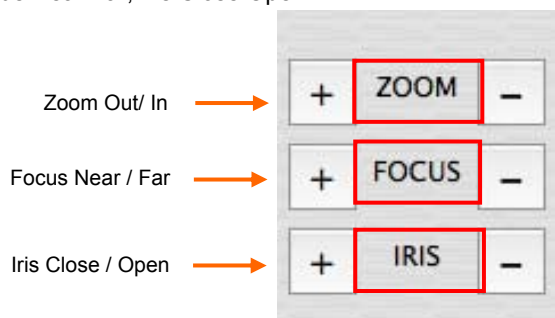 Zoom Out/ In
+ ZOOM –
Focus Near / Far
+ FOCUS –
Iris Close / Open
+ IRIS –